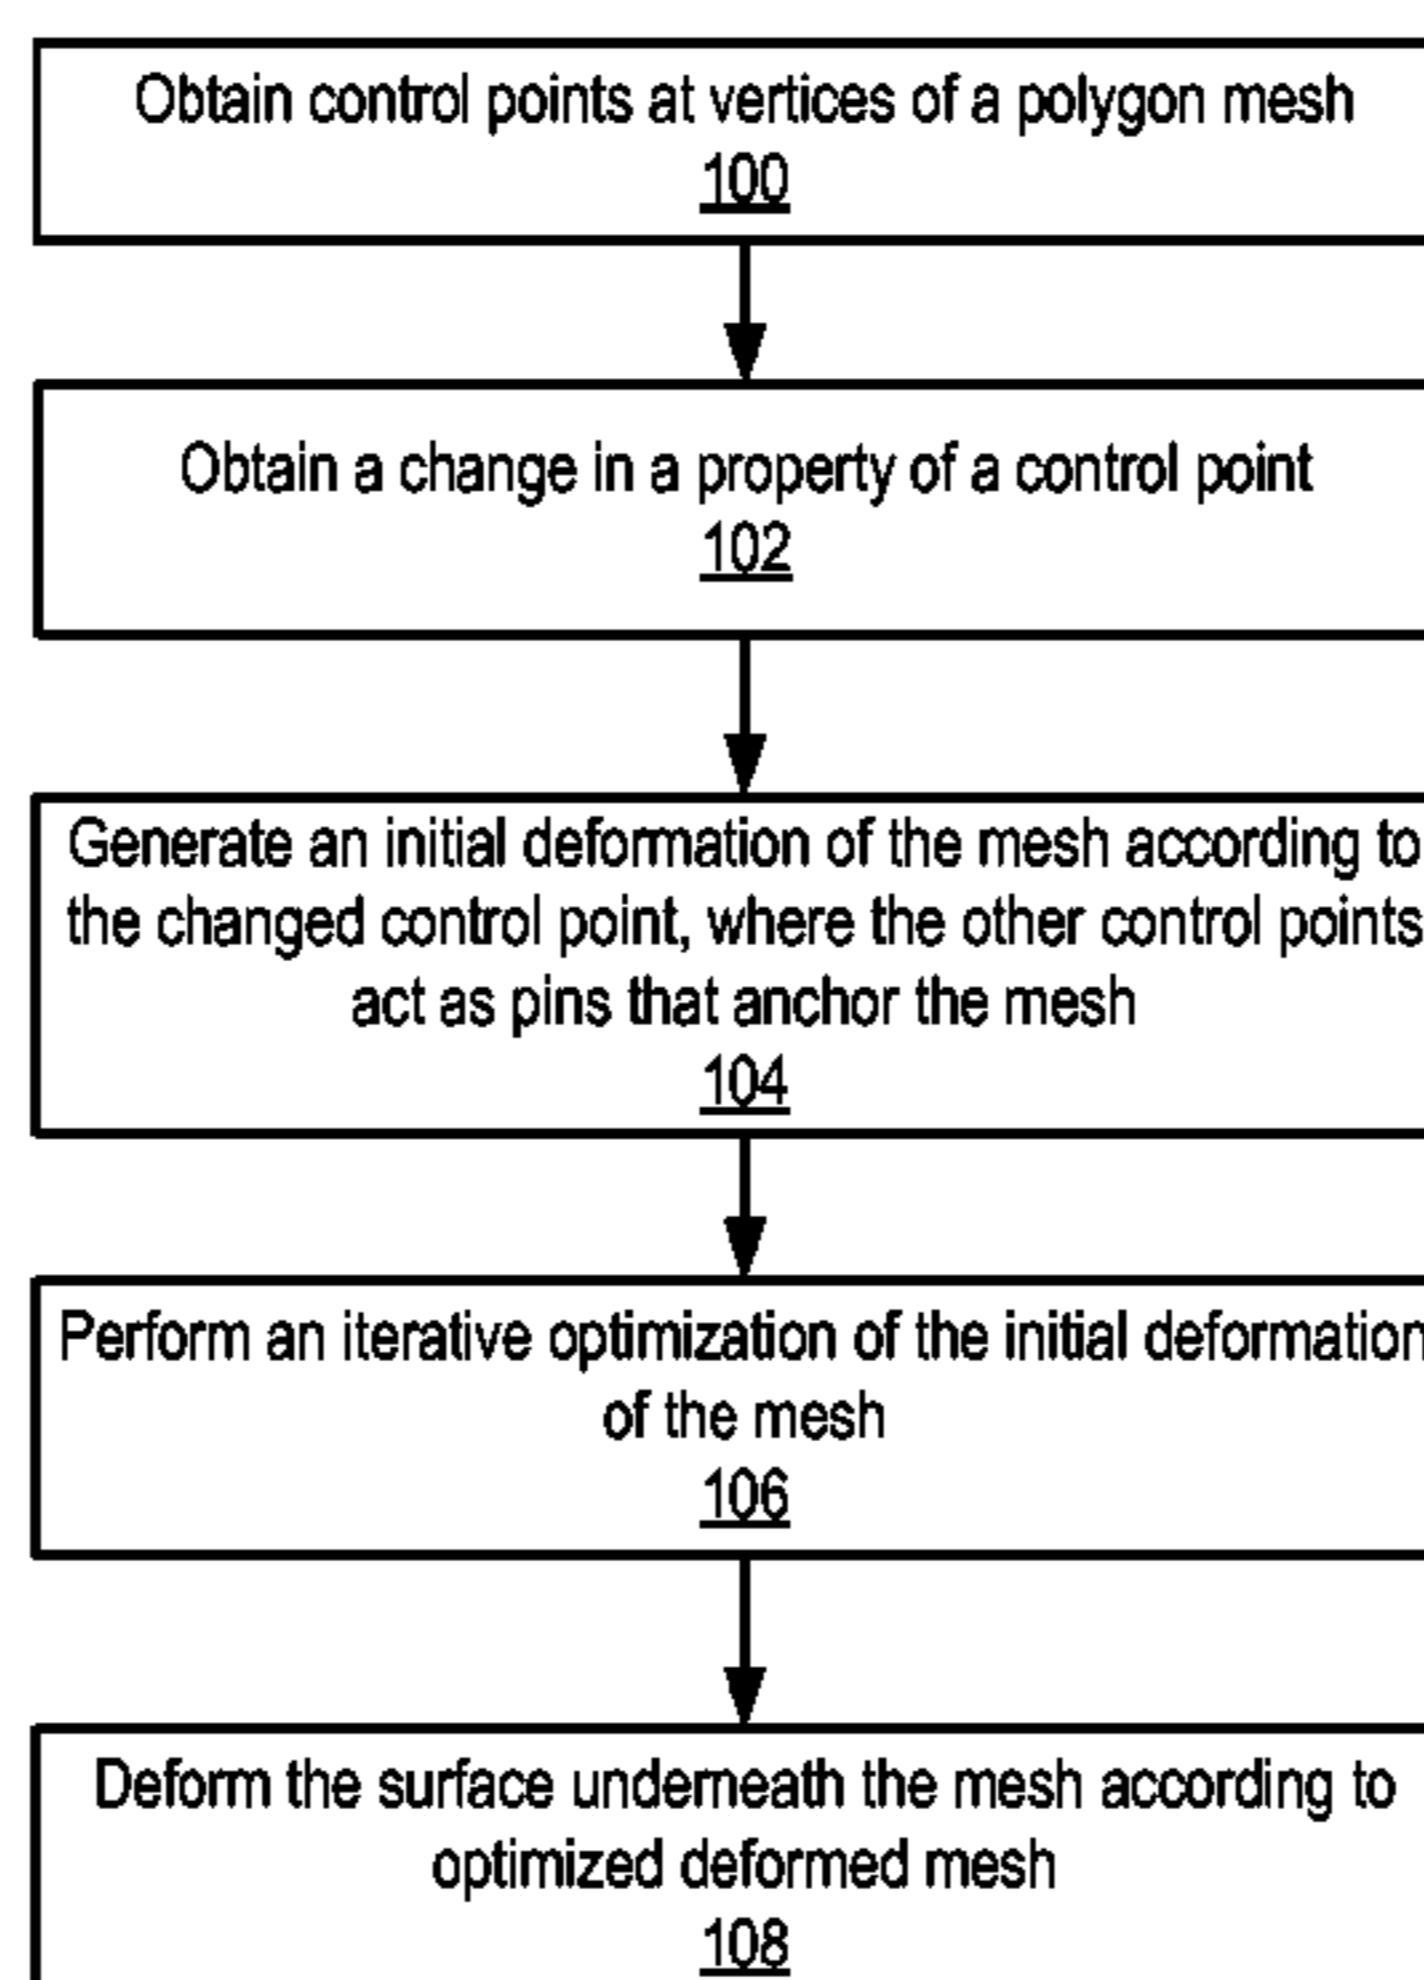 Obtain control points at vertices of a polygon mesh
100
Obtain a change in a property of a control point
102
Generate an initial deformation of the mesh according to
the changed control point, where the other control points
act as pins that anchor the mesh
104
Perform an iterative optimization of the initial deformation
of the mesh
106
Deform the surface underneath the mesh according to
optimized deformed mesh
108